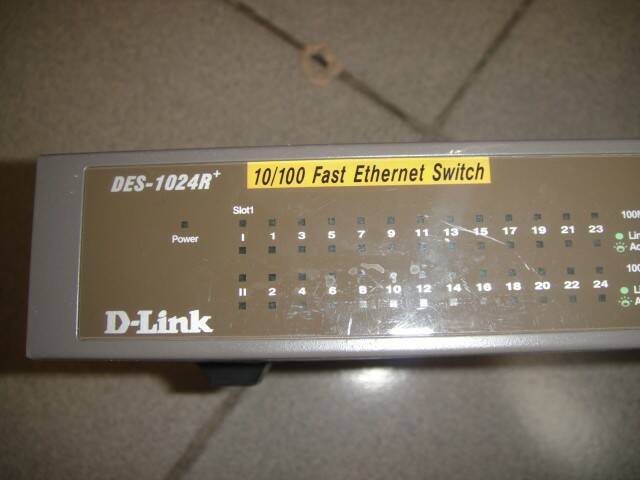 DES-1024R+
10/100 Fast Ethernet Switch
Slot1
Power
I 1 3 5 7 9 11 13 15 17 19 21 23
II 2 4 6 8 10 12 14 16 18 20 22 24
D-Link